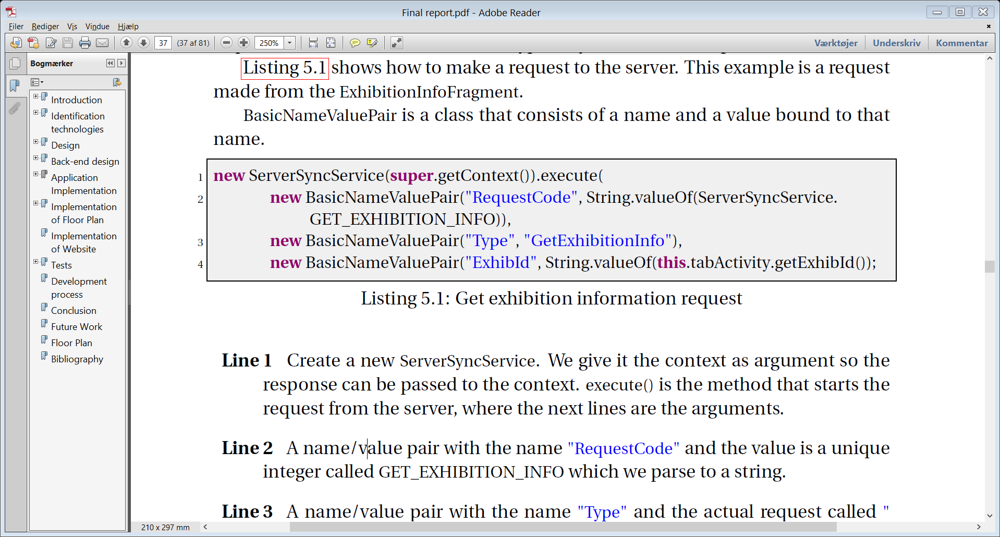 Final report.pdf - Adobe Reader
Filer Rediger Vis Vindue Hjælp
37 (37 af 81) 250% Værktøjer Underskriv Kommentar
Bogmærker
Introduction
Identification
technologies
Design
Back-end design
Application
Implementation
Implementation
of Floor Plan
Implementation
of Website
Tests
Development
process
Conclusion
Future Work
Floor Plan
Bibliography
Listing 5.1 shows how to make a request to the server. This example is a request
made from the ExhibitionInfoFragment.
BasicNameValuePair is a class that consists of a name and a value bound to that
name.
1 new ServerSyncService(super.getContext()).execute(
2 new BasicNameValuePair("RequestCode", String.valueOf(ServerSyncService.
GET_EXHIBITION_INFO)),
3 new BasicNameValuePair("Type", "GetExhibitionInfo"),
4 new BasicNameValuePair("ExhibId", String.valueOf(this.tabActivity.getExhibId());
Listing 5.1: Get exhibition information request
Line 1 Create a new ServerSyncService. We give it the context as argument so the
response can be passed to the context. execute() is the method that starts the
request from the server, where the next lines are the arguments.
Line 2 A name/value pair with the name "RequestCode" and the value is a unique
integer called GET_EXHIBITION_INFO which we parse to a string.
Line 3 A name/value pair with the name "Type" and the actual request called "
210 x 297 mm